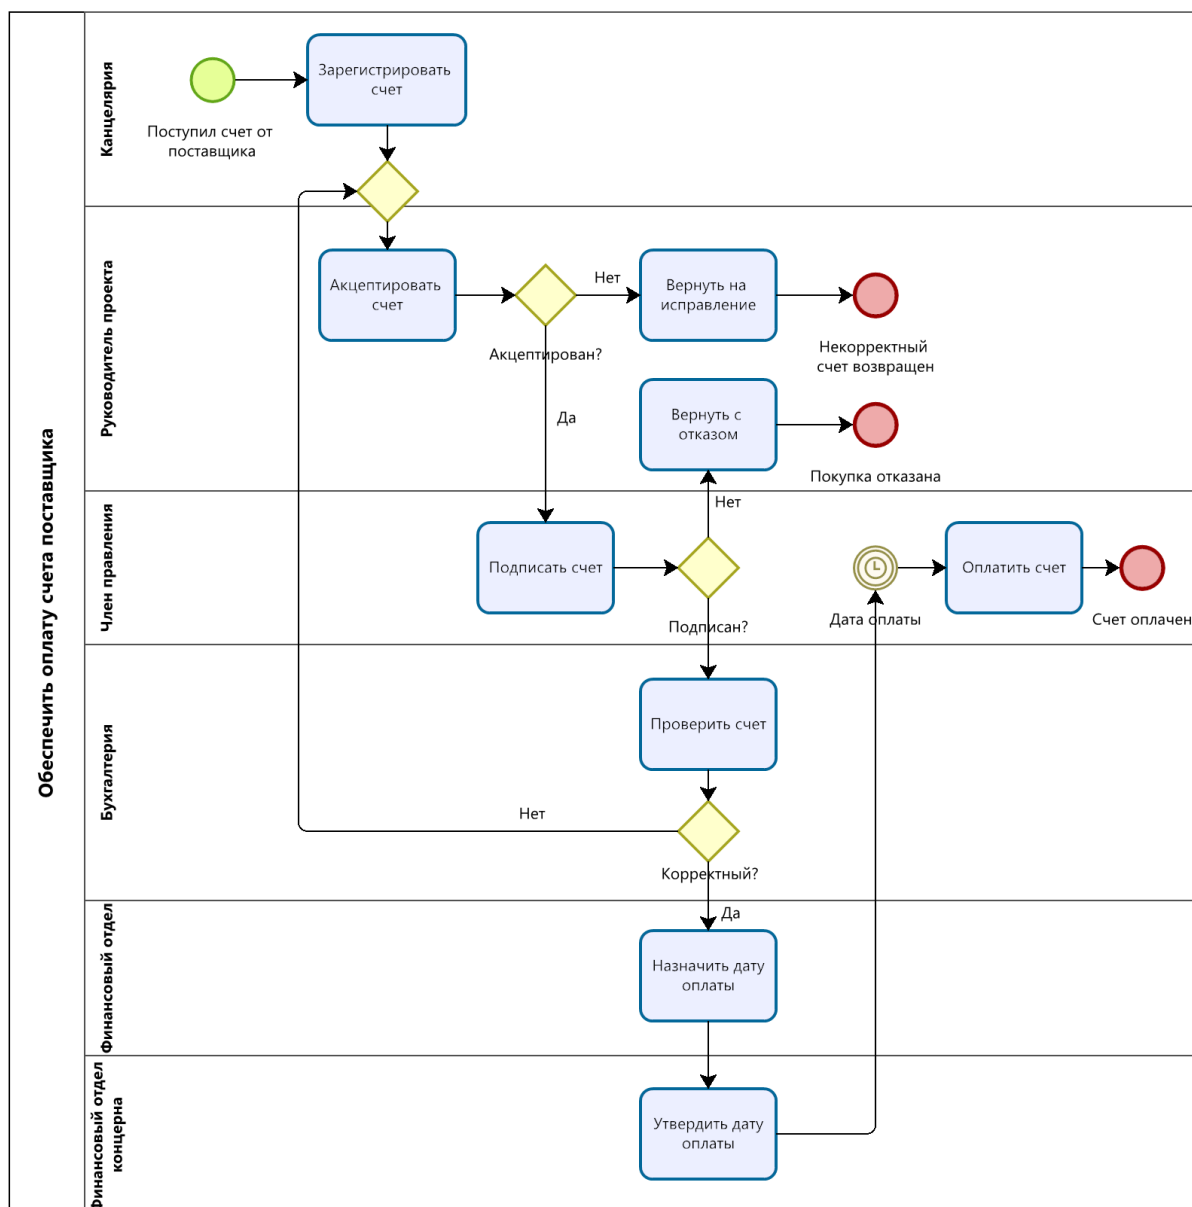 Обеспечить оплату счета поставщика
Канцелярия
Поступил счет от
поставщика
Зарегистрировать
счет
Руководитель проекта
Акцептировать
счет
Акцептирован?
Нет
Вернуть на
исправление
Некорректный
счет возвращен
Да
Вернуть с
отказом
Покупка отказана
Член правления
Нет
Подписать счет
Подписан?
Дата оплаты
Оплатить счет
Счет оплачен
Бухгалтерия
Проверить счет
Нет
Корректный?
Финансовый отдел
Да
Назначить дату
оплаты
Финансовый отдел
концерна
Утвердить дату
оплаты